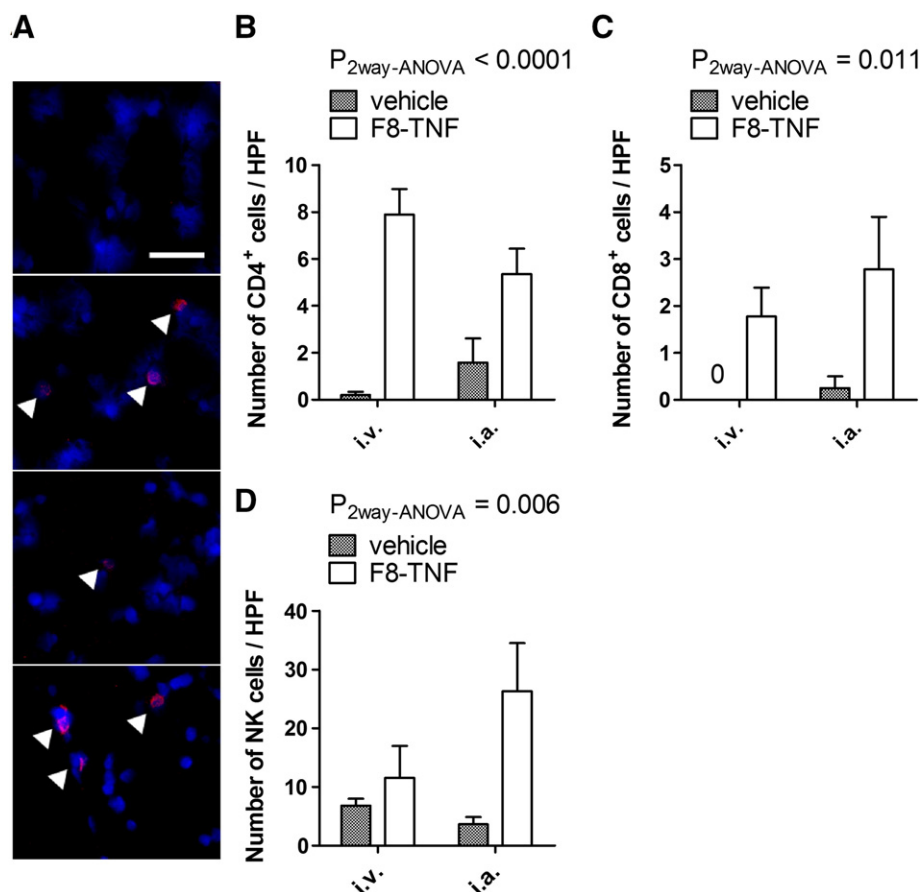 A
B
P2way-ANOVA < 0.0001
vehicle
F8-TNF
Number of CD4+ cells / HPF
10
8
6
4
2
0
i.v.
i.a.
C
P2way-ANOVA = 0.011
vehicle
F8-TNF
Number of CD8+ cells / HPF
5
4
3
2
1
0
0
i.v.
i.a.
D
P2way-ANOVA = 0.006
vehicle
F8-TNF
Number of NK cells / HPF
40
30
20
10
0
i.v.
i.a.